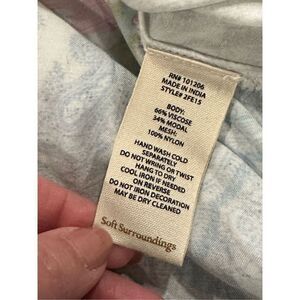 RN# 101206
MADE IN INDIA
STYLE# 2FE15
BODY:
66% VISCOSE
34% MODAL
MESH:
100% NYLON
HAND WASH COLD
SEPARATELY
DO NOT WRING OR TWIST
HANG TO DRY
COOL IRON IF NEEDED
ON REVERSE
DO NOT IRON DECORATION
MAY BE DRY CLEANED
Soft Surroundings